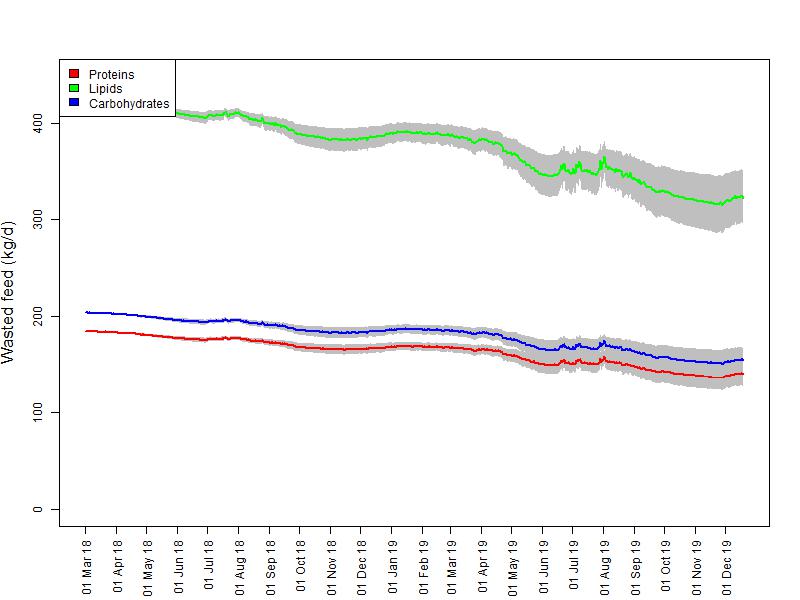 Proteins
Lipids
Carbohydrates
Wasted feed (kg/d)
400
300
200
100
0
01 Mar 18
01 Apr 18
01 May 18
01 Jun 18
01 Jul 18
01 Aug 18
01 Sep 18
01 Oct 18
01 Nov 18
01 Dec 18
01 Jan 19
01 Feb 19
01 Mar 19
01 Apr 19
01 May 19
01 Jun 19
01 Jul 19
01 Aug 19
01 Sep 19
01 Oct 19
01 Nov 19
01 Dec 19